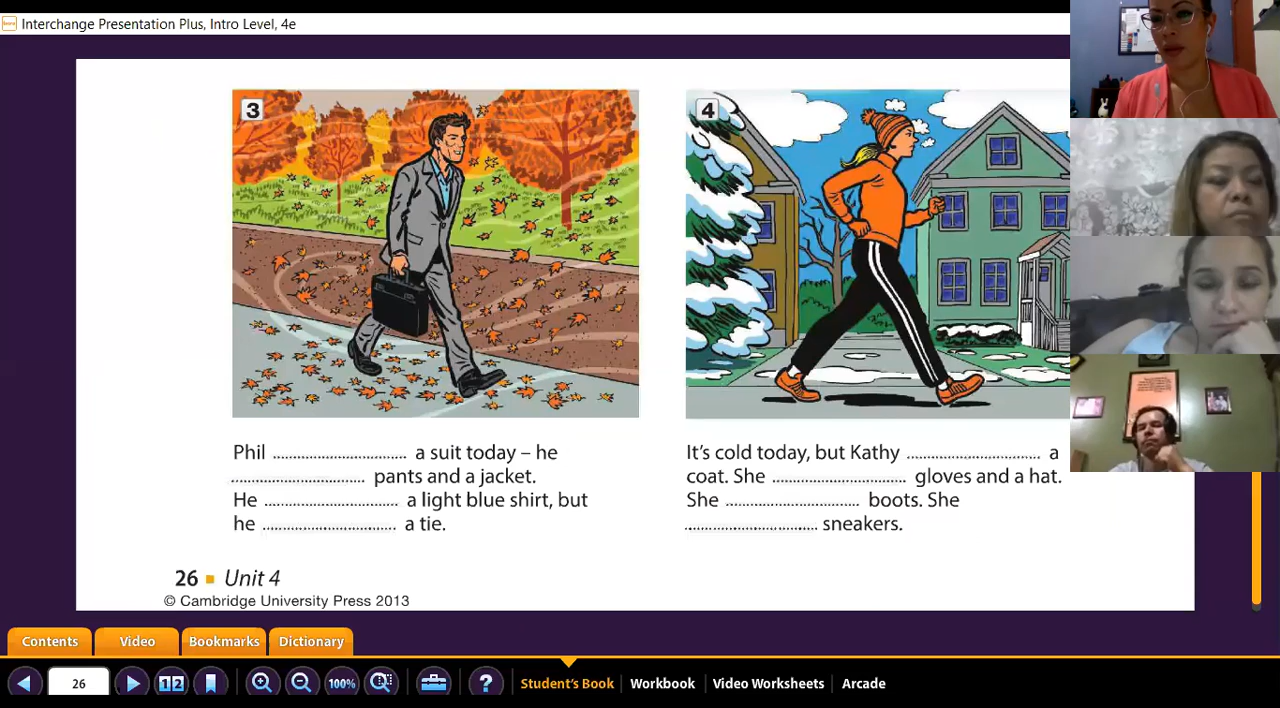 Interchange Presentation Plus, Intro Level, 4e
3
4
Phil .................................. a suit today – he
.................................. pants and a jacket.
He .................................. a light blue shirt, but
he .................................. a tie.
It's cold today, but Kathy .................................. a
coat. She .................................. gloves and a hat.
She .................................. boots. She
.................................. sneakers.
26 ▪ Unit 4
© Cambridge University Press 2013
Contents Video Bookmarks Dictionary
26 1 2 100% ? Student's Book | Workbook | Video Worksheets | Arcade